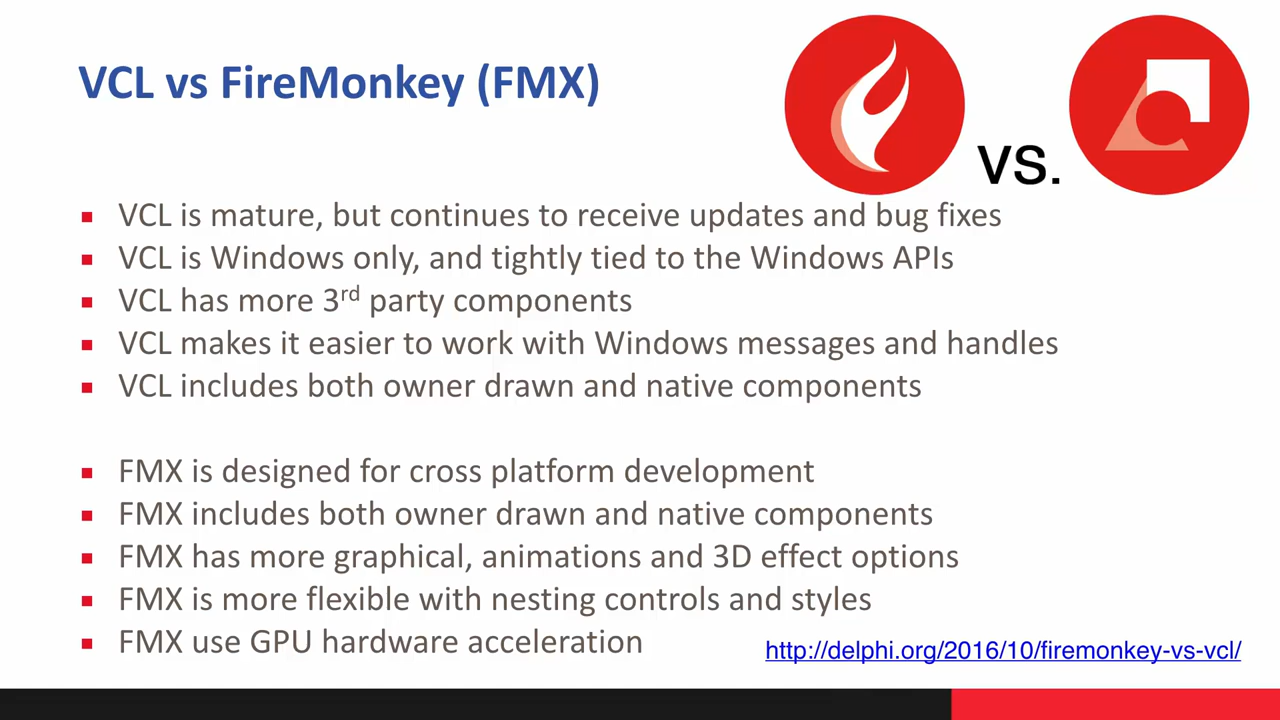 VCL vs FireMonkey (FMX)
vs.
VCL is mature, but continues to receive updates and bug fixes
VCL is Windows only, and tightly tied to the Windows APIs
VCL has more 3rd party components
VCL makes it easier to work with Windows messages and handles
VCL includes both owner drawn and native components
FMX is designed for cross platform development
FMX includes both owner drawn and native components
FMX has more graphical, animations and 3D effect options
FMX is more flexible with nesting controls and styles
FMX use GPU hardware acceleration
http://delphi.org/2016/10/firemonkey-vs-vcl/